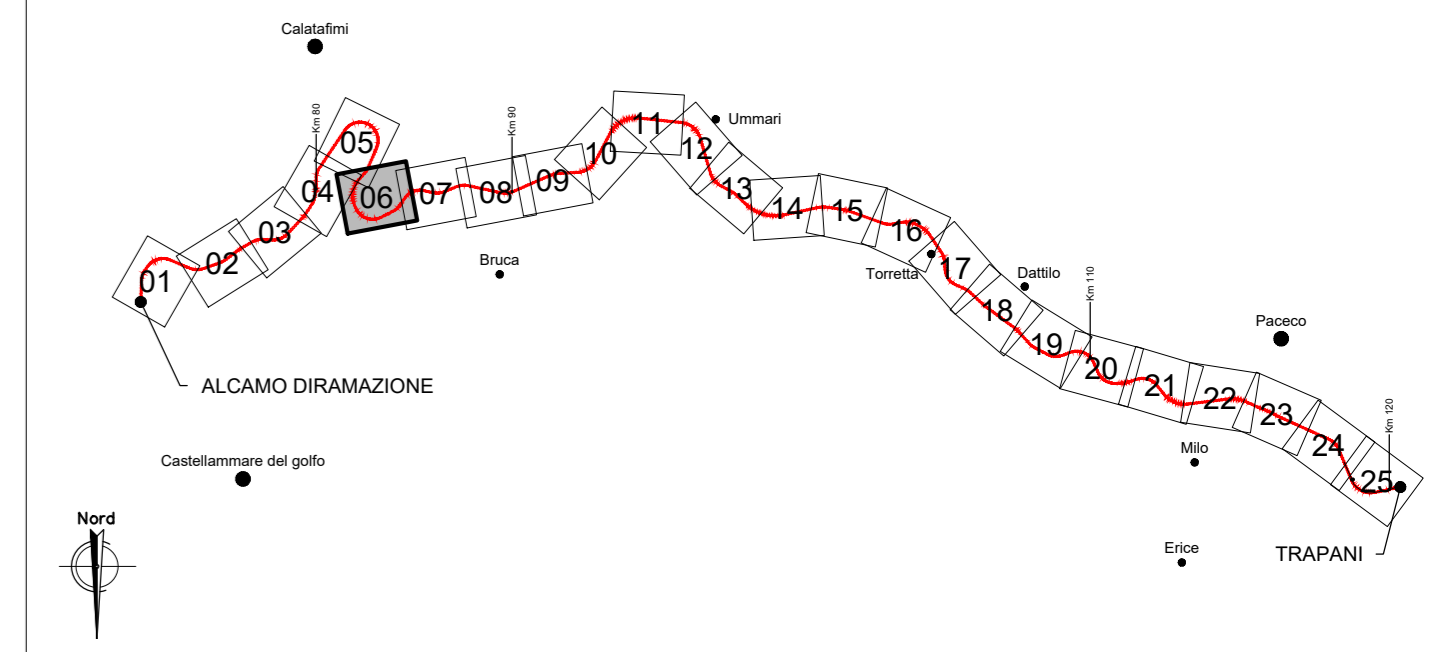 Calatafimi
Km 80
Km 90
Ummari
05
11
12
10
04
06
07
08
09
13
14
15
16
03
02
01
Bruca
Torretta
17
Dattilo
Km 110
18
19
20
21
Paceco
22
23
24
Km 120
25
ALCAMO DIRAMAZIONE
Castellammare del golfo
Milo
Nord
Erice
TRAPANI